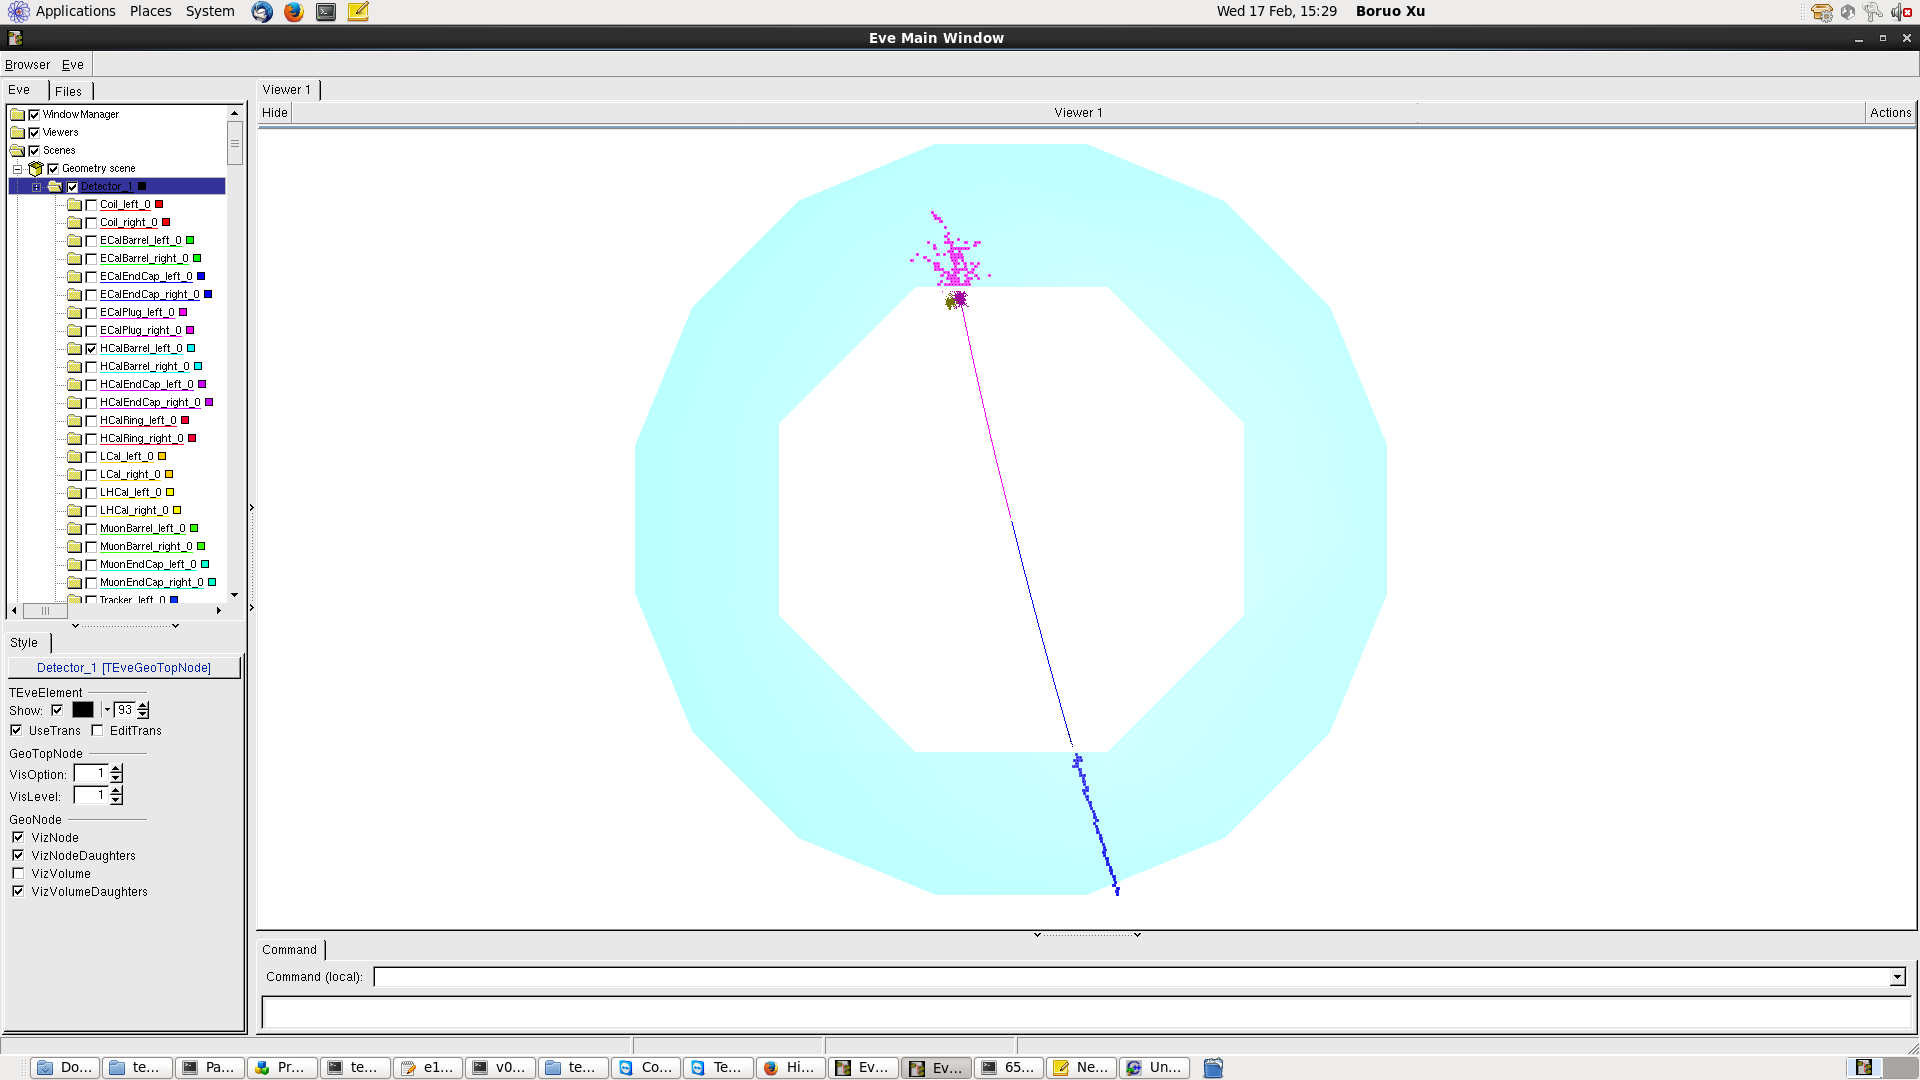 Applications Places System Wed 17 Feb, 15:29 Boruo Xu
Eve Main Window
Browser Eve
Eve Files
Viewer 1
Hide Viewer 1 Actions
WindowManager
Viewers
Scenes
Geometry scene
Detector_1
Coil_left_0
Coil_right_0
ECalBarrel_left_0
ECalBarrel_right_0
ECalEndCap_left_0
ECalEndCap_right_0
ECalPlug_left_0
ECalPlug_right_0
HCalBarrel_left_0
HCalBarrel_right_0
HCalEndCap_left_0
HCalEndCap_right_0
HCalRing_left_0
HCalRing_right_0
LCal_left_0
LCal_right_0
LHCal_left_0
LHCal_right_0
MuonBarrel_left_0
MuonBarrel_right_0
MuonEndCap_left_0
MuonEndCap_right_0
Tracker_left_0
Style
Detector_1 [TEveGeoTopNode]
TEveElement
Show: 93
UseTrans EditTrans
GeoTopNode
VisOption: 1
VisLevel: 1
GeoNode
VizNode
VizNodeDaughters
VizVolume
VizVolumeDaughters
Command
Command (local):
Do... te... Pa... Pr... te... e1... v0... te... Co... Te... Hi... Ev... Ev... 65... Ne... Un...